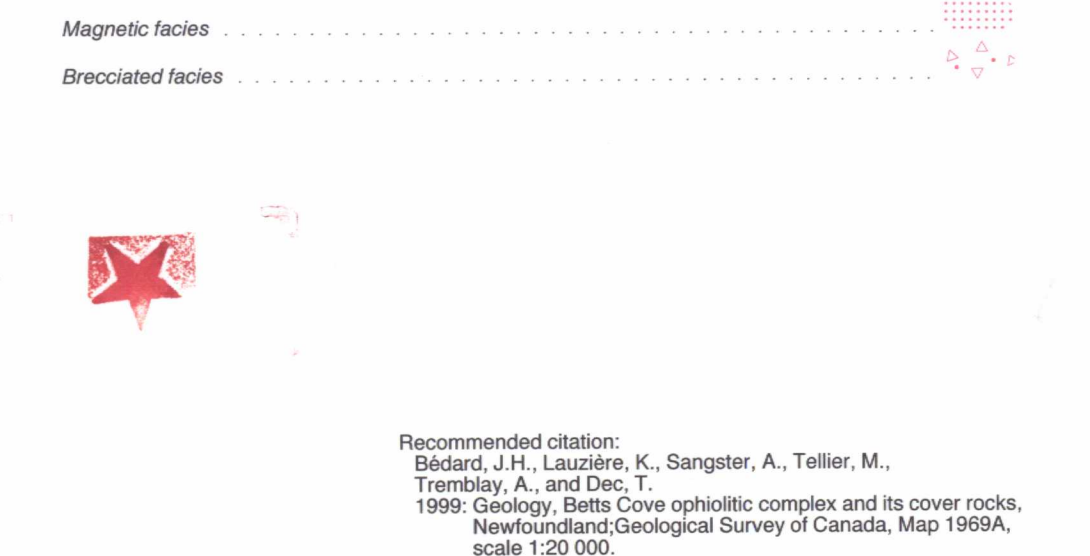 Magnetic facies . . . . . . . . . . . . . . . . . . . . . . . . . . . . . . . . . . . . . . . . . . . . . . . . . .
Brecciated facies . . . . . . . . . . . . . . . . . . . . . . . . . . . . . . . . . . . . . . . . . . . . . . . . .
Recommended citation:
Bédard, J.H., Lauzière, K., Sangster, A., Tellier, M.,
Tremblay, A., and Dec, T.
1999: Geology, Betts Cove ophiolitic complex and its cover rocks,
Newfoundland;Geological Survey of Canada, Map 1969A,
scale 1:20 000.